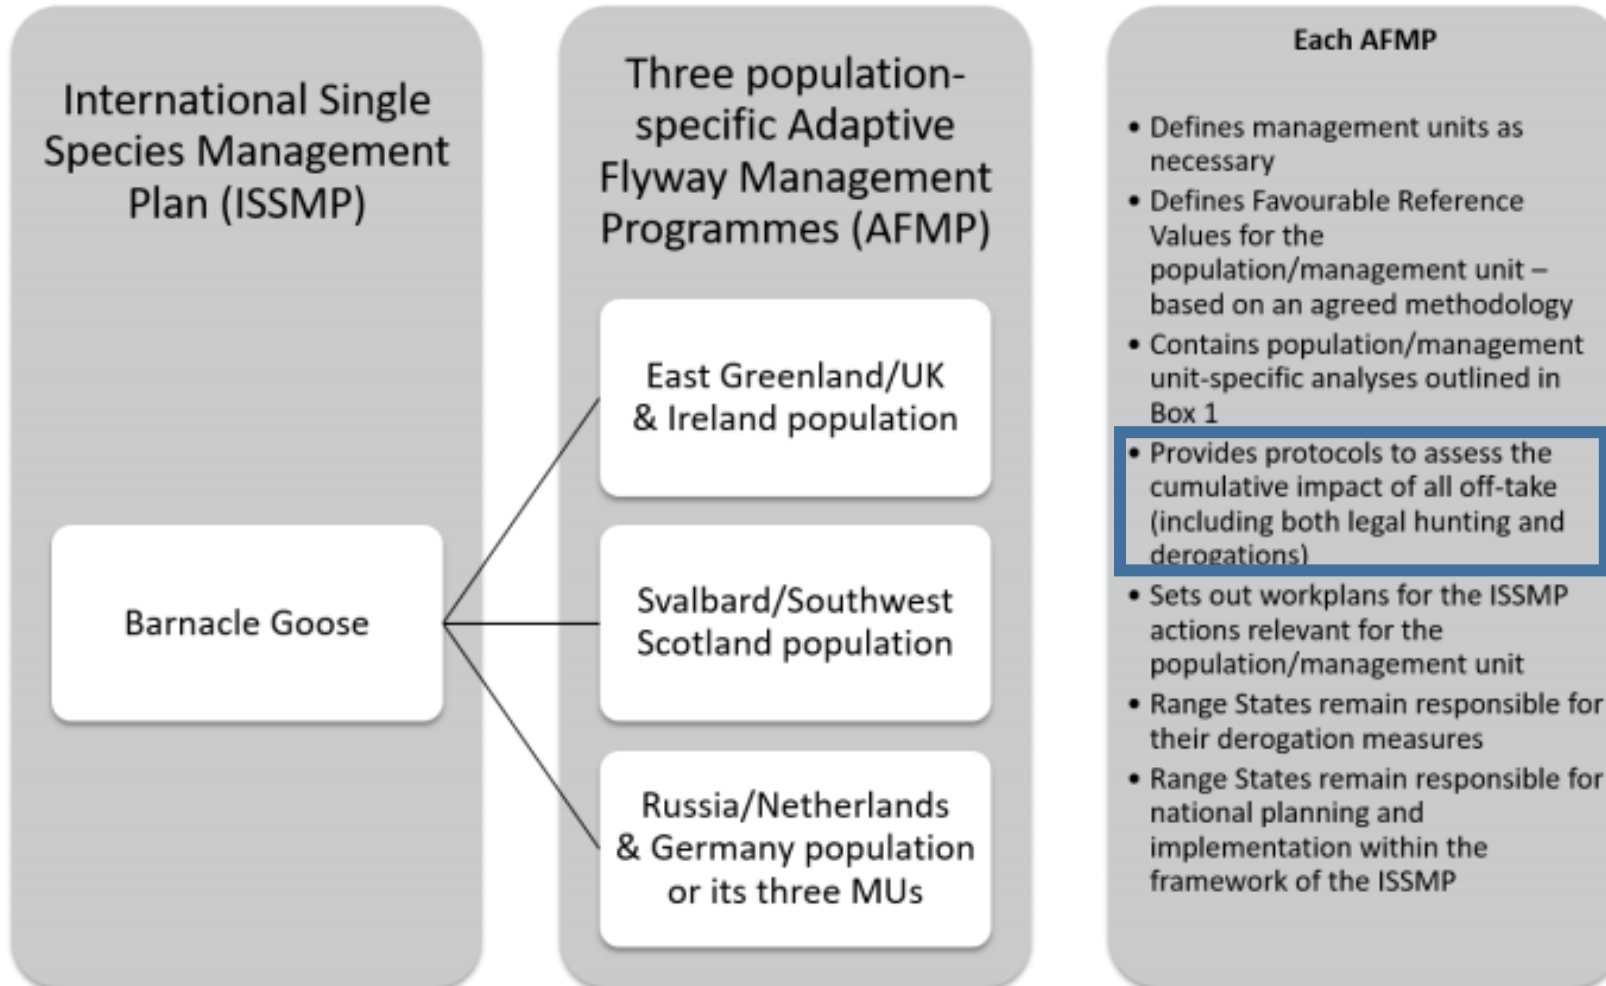 International Single
Species Management
Plan (ISSMP)
Barnacle Goose
Three population-
specific Adaptive
Flyway Management
Programmes (AFMP)
East Greenland/UK
& Ireland population
Svalbard/Southwest
Scotland population
Russia/Netherlands
& Germany population
or its three MUs
Each AFMP
• Defines management units as
necessary
• Defines Favourable Reference
Values for the
population/management unit –
based on an agreed methodology
• Contains population/management
unit-specific analyses outlined in
Box 1
• Provides protocols to assess the
cumulative impact of all off-take
(including both legal hunting and
derogations)
• Sets out workplans for the ISSMP
actions relevant for the
population/management unit
• Range States remain responsible for
their derogation measures
• Range States remain responsible for
national planning and
implementation within the
framework of the ISSMP